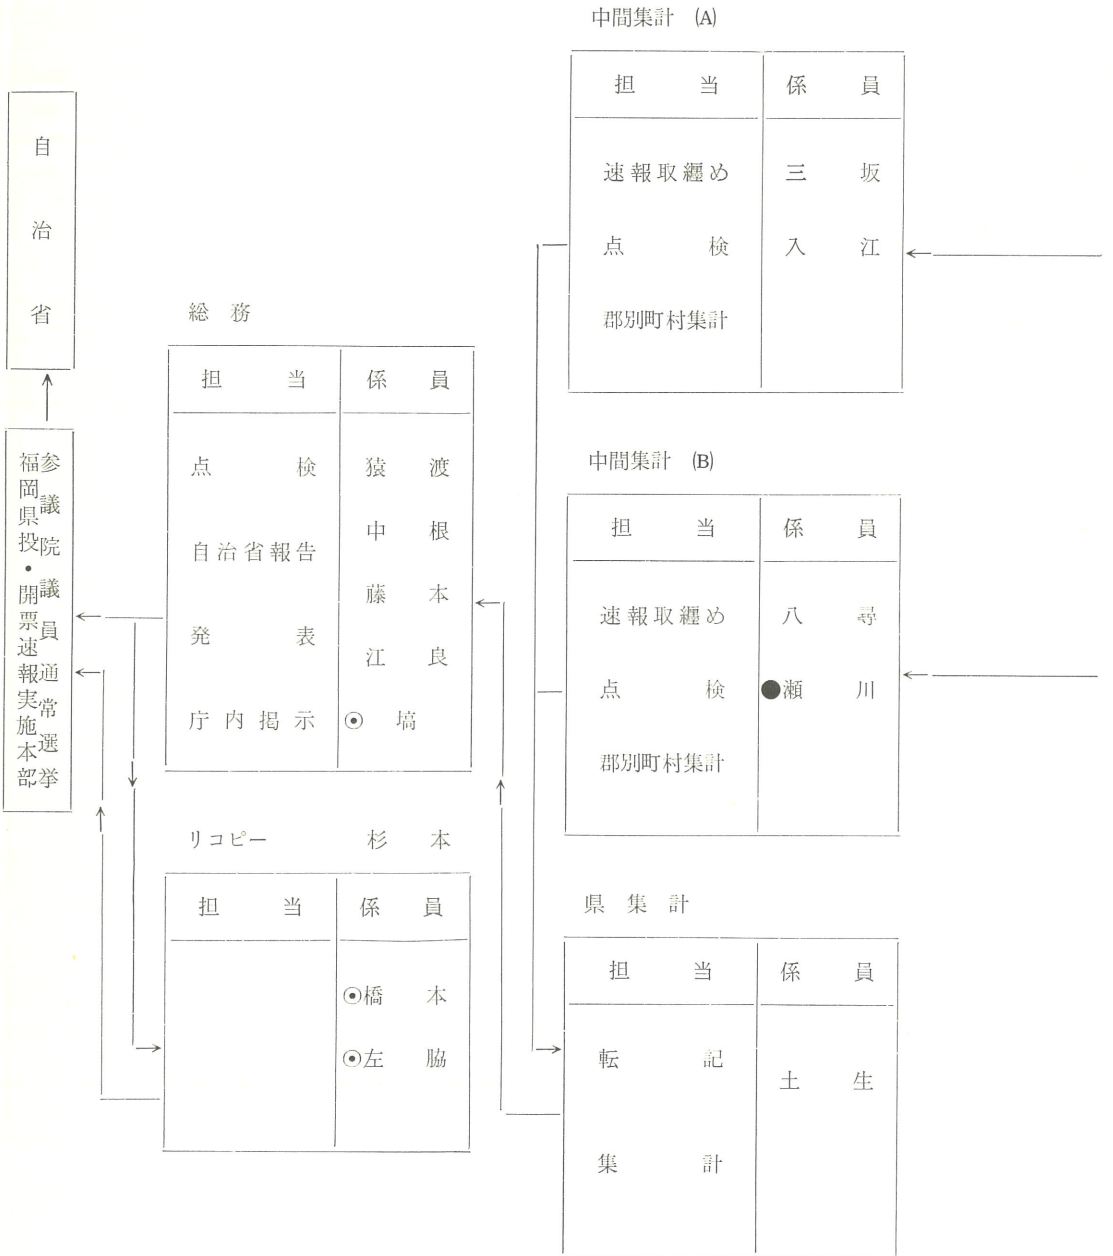 中間集計 (A)
担当 係員
速報取纒め 三坂
点検 入江
郡別町村集計
中間集計 (B)
担当 係員
速報取纒め 八尋
点検 ●瀬川
郡別町村集計
県集計
担当 係員
転記 土生
集計
総務
担当 係員
点検 猿渡
中根
自治省報告
藤本
発表
江良
庁内掲示 ⦿塙
リコピー 杉本
担当 係員
⦿橋本
⦿左脇
自治省
参議院議員通常選挙
福岡県投・開票速報実施本部